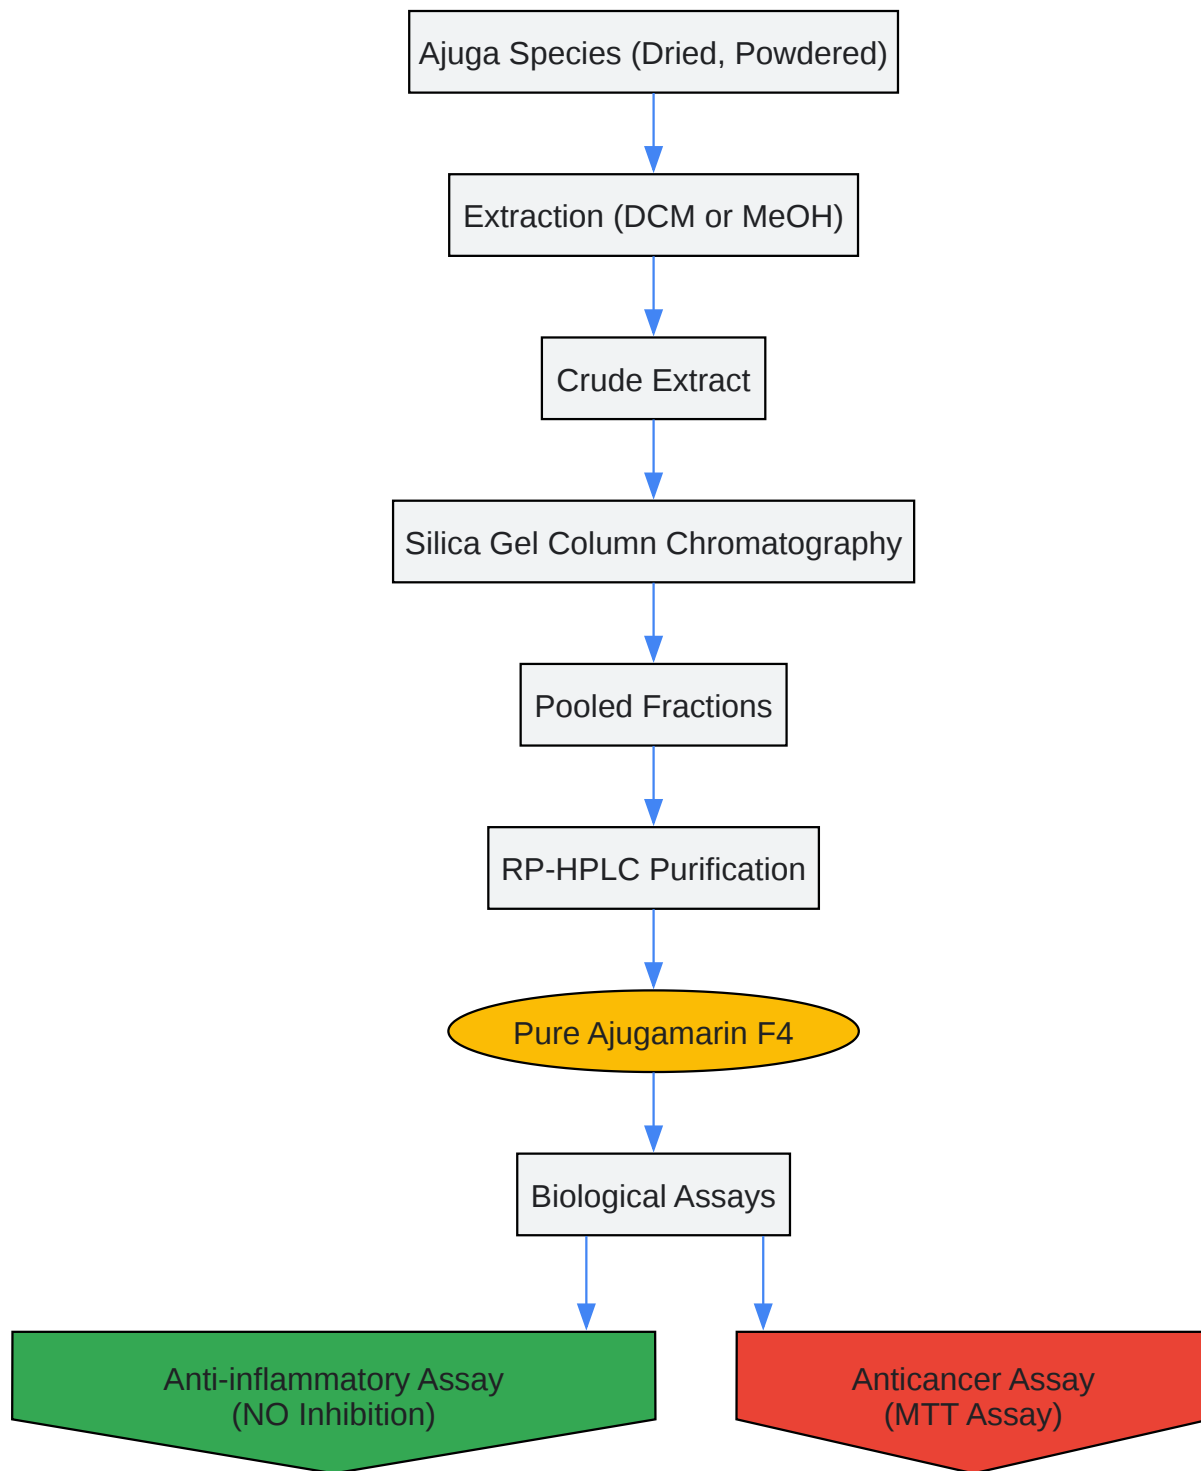 Ajuga Species (Dried, Powdered)
Extraction (DCM or MeOH)
Crude Extract
Silica Gel Column Chromatography
Pooled Fractions
RP-HPLC Purification
Pure Ajugamarin F4
Biological Assays
Anti-inflammatory Assay
(NO Inhibition)
Anticancer Assay
(MTT Assay)